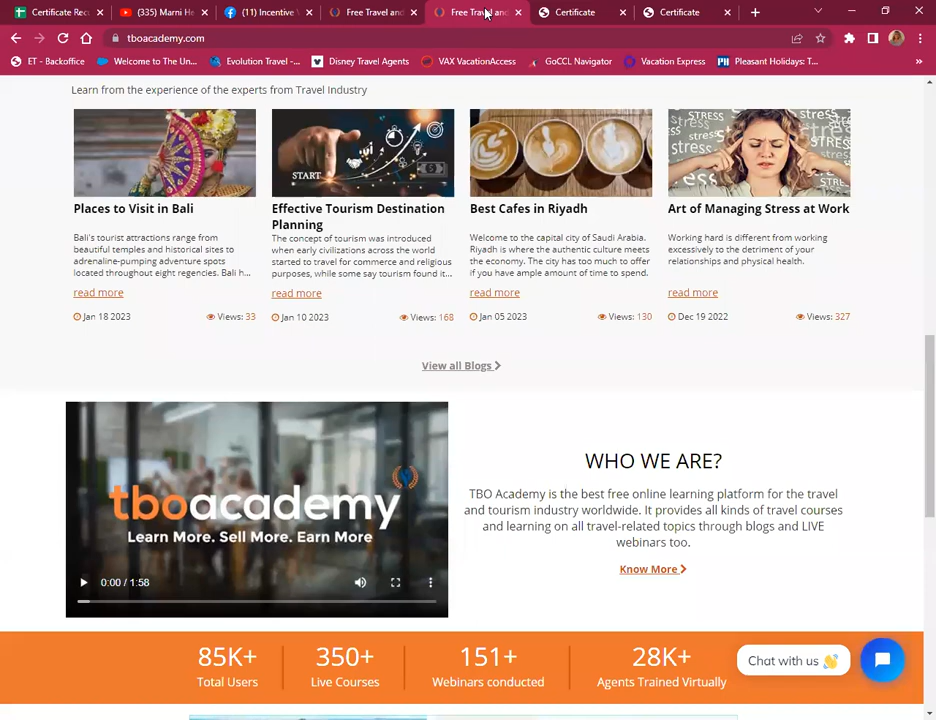 Certificate Rec
(335) Marni He
(11) Incentive
Free Travel and
Free Travel and
Certificate
Certificate
tboacademy.com
ET - Backoffice
Welcome to The Un...
Evolution Travel -...
Disney Travel Agents
VAX VacationAccess
GoCCL Navigator
Vacation Express
Pleasant Holidays: T...
Learn from the experience of the experts from Travel Industry
START
STRESS
Places to Visit in Bali
Bali's tourist attractions range from
beautiful temples and historical sites to
adrenaline-pumping adventure spots
located throughout eight regencies. Bali h...
read more
Jan 18 2023
Views: 33
Effective Tourism Destination
Planning
The concept of tourism was introduced
when early civilizations across the world
started to travel for commerce and religious
purposes, while some say tourism found it...
read more
Jan 10 2023
Views: 168
Best Cafes in Riyadh
Welcome to the capital city of Saudi Arabia.
Riyadh is where the authentic culture meets
the economy. The city has too much to offer
if you have ample amount of time to spend.
read more
Jan 05 2023
Views: 130
Art of Managing Stress at Work
Working hard is different from working
excessively to the detriment of your
relationships and physical health.
read more
Dec 19 2022
Views: 327
View all Blogs
tboacademy
Learn More. Sell More. Earn More
0:00 / 1:58
WHO WE ARE?
TBO Academy is the best free online learning platform for the travel
and tourism industry worldwide. It provides all kinds of travel courses
and learning on all travel-related topics through blogs and LIVE
webinars too.
Know More
85K+
Total Users
350+
Live Courses
151+
Webinars conducted
28K+
Agents Trained Virtually
Chat with us 👋